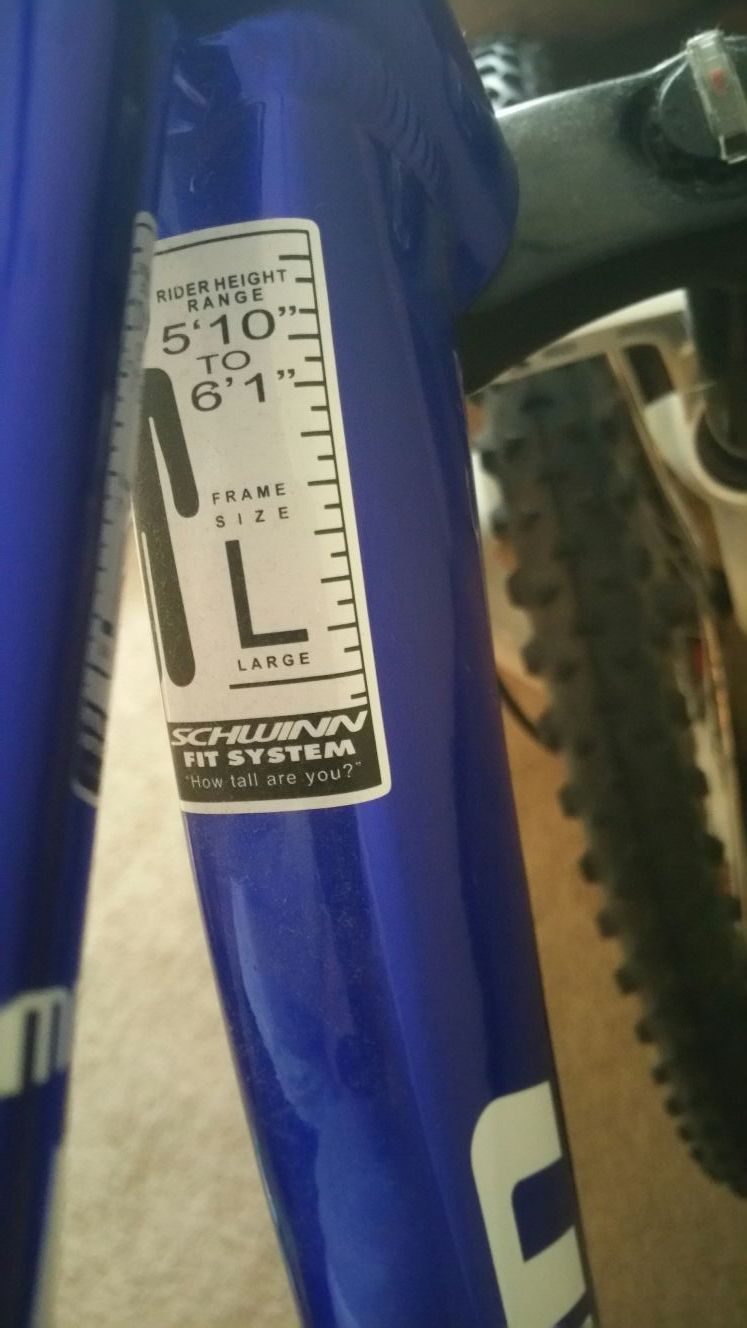 RIDER HEIGHT
RANGE
5'10"
TO
6'1"
FRAME
SIZE
L
LARGE
SCHWINN
FIT SYSTEM
"How tall are you?"